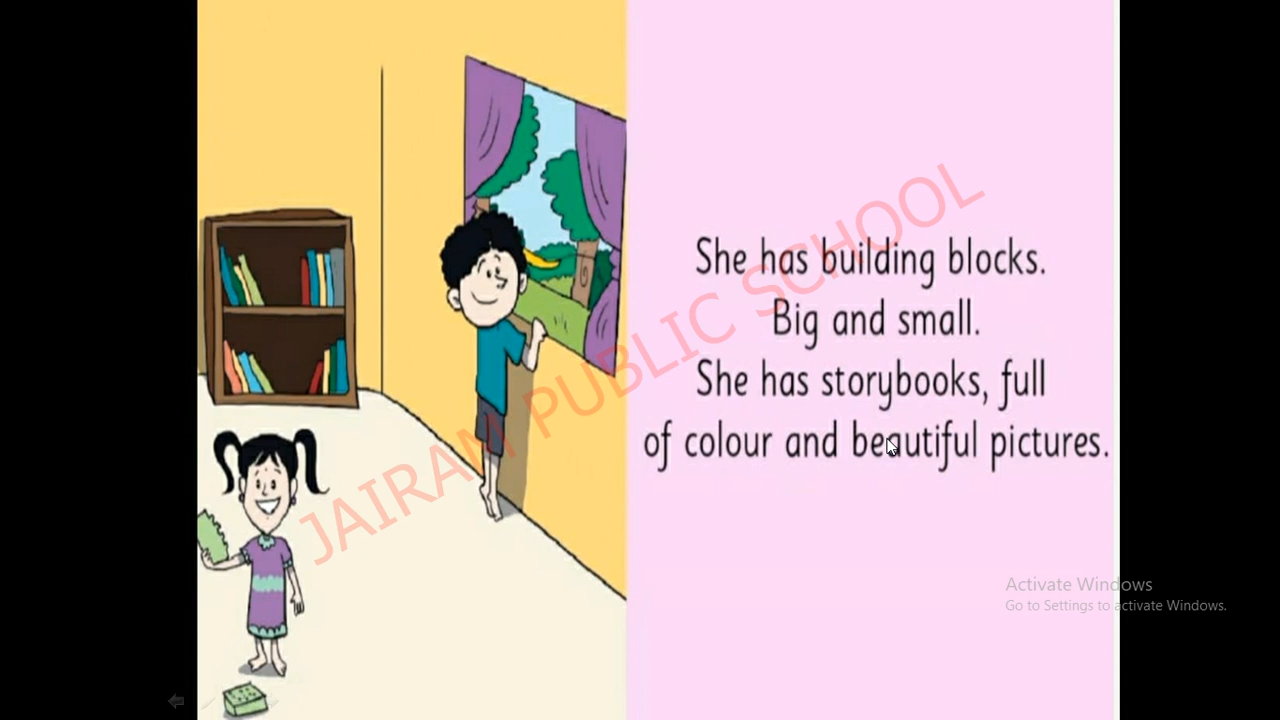 She has building blocks.
Big and small.
She has storybooks, full
of colour and beautiful pictures.
JAIRAM PUBLIC SCHOOL
Activate Windows
Go to Settings to activate Windows.